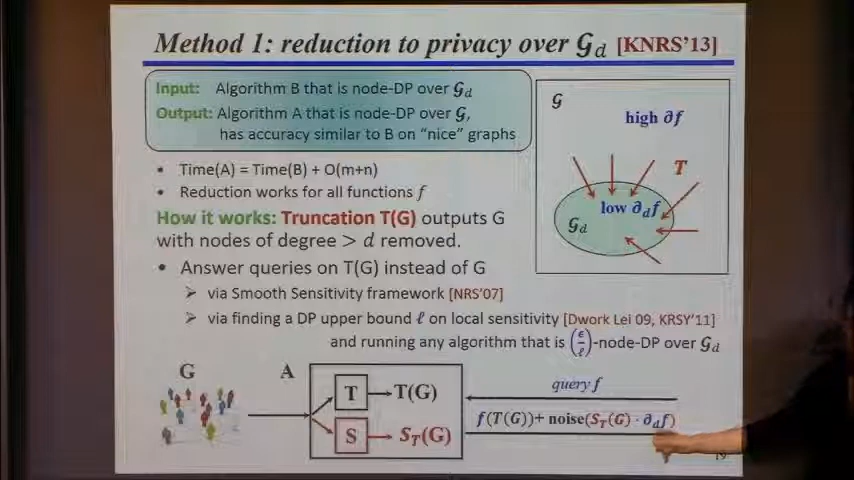 Method 1: reduction to privacy over 𝒢d [KNRS'13]
Input: Algorithm B that is node-DP over 𝒢d
Output: Algorithm A that is node-DP over 𝒢,
has accuracy similar to B on “nice” graphs
• Time(A) = Time(B) + O(m+n)
• Reduction works for all functions f
How it works: Truncation T(G) outputs G
with nodes of degree > d removed.
• Answer queries on T(G) instead of G
➢ via Smooth Sensitivity framework [NRS'07]
➢ via finding a DP upper bound ℓ on local sensitivity [Dwork Lei 09, KRSY'11]
and running any algorithm that is (ϵ/ℓ)-node-DP over 𝒢d
𝒢
high ∂f
T
low ∂df
𝒢d
G
A
T
T(G)
S
ST(G)
query f
f(T(G))+ noise(ST(G) · ∂df)
19